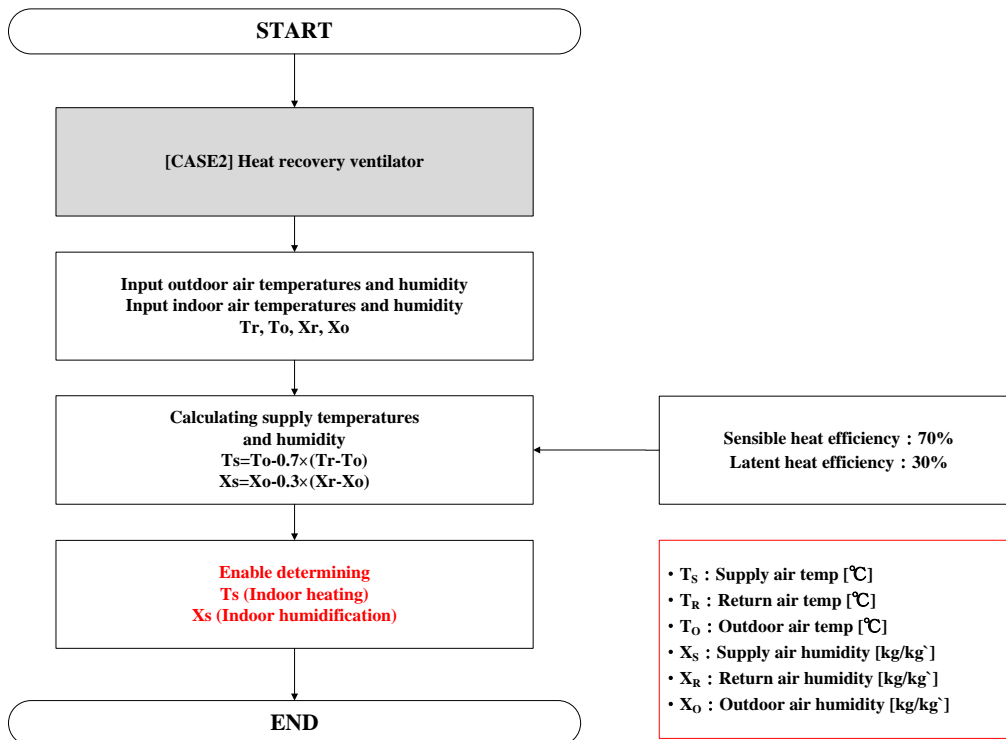 START
[CASE2] Heat recovery ventilator
Input outdoor air temperatures and humidity
Input indoor air temperatures and humidity
Tr, To, Xr, Xo
Calculating supply temperatures
and humidity
Ts=To-0.7×(Tr-To)
Xs=Xo-0.3×(Xr-Xo)
Sensible heat efficiency : 70%
Latent heat efficiency : 30%
Enable determining
Ts (Indoor heating)
Xs (Indoor humidification)
・TS : Supply air temp [℃]
・TR : Return air temp [℃]
・TO : Outdoor air temp [℃]
・XS : Supply air humidity [kg/kg`]
・XR : Return air humidity [kg/kg`]
・XO : Outdoor air humidity [kg/kg`]
END